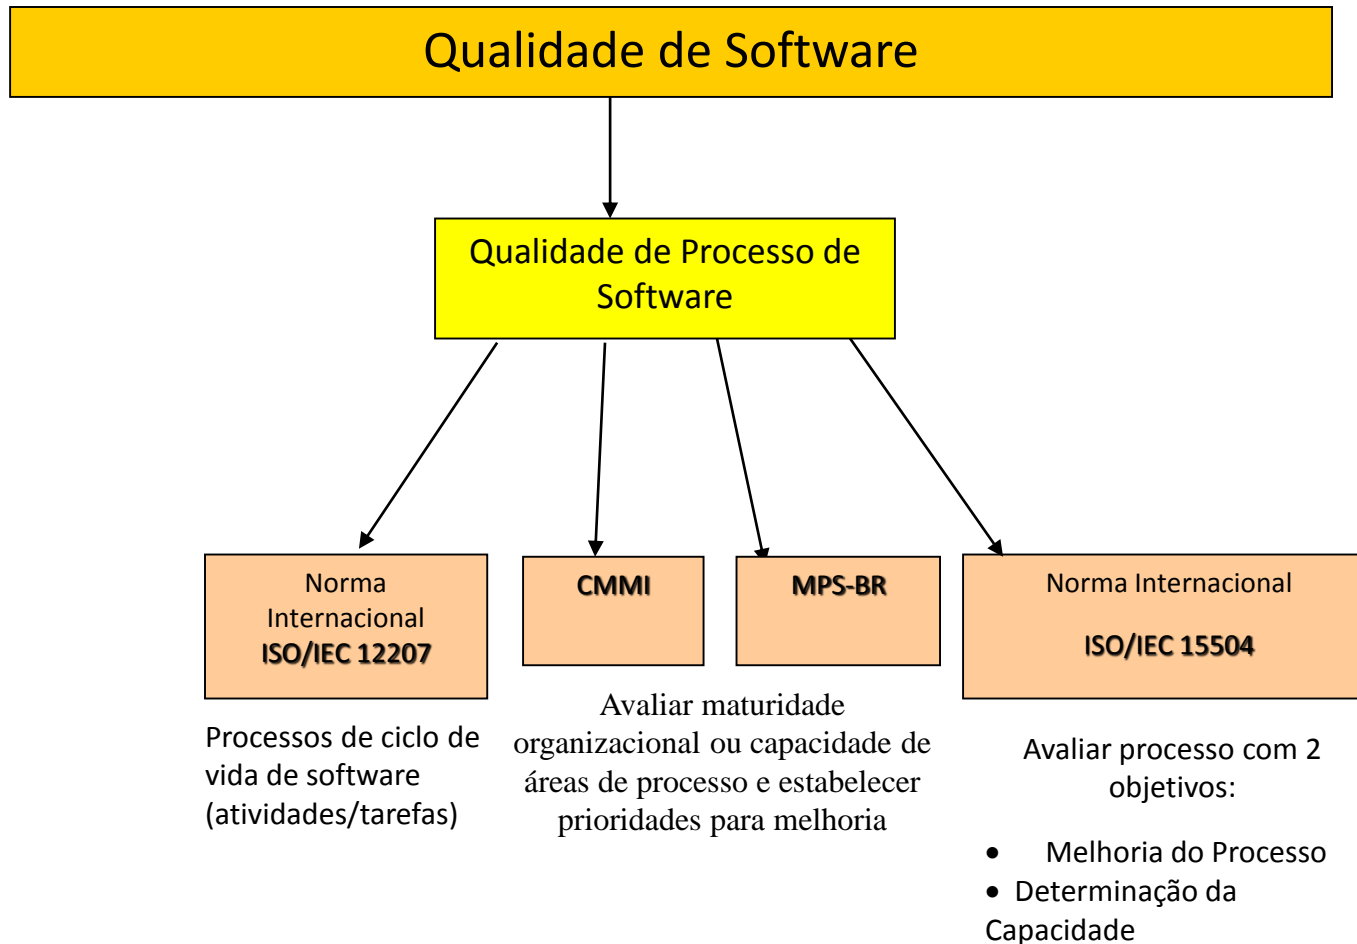 Qualidade de Software
Qualidade de Processo de
Software
Norma
Internacional
ISO/IEC 12207
CMMI
MPS-BR
Norma Internacional
ISO/IEC 15504
Processos de ciclo de
vida de software
(atividades/tarefas)
Avaliar maturidade
organizacional ou capacidade de
áreas de processo e estabelecer
prioridades para melhoria
Avaliar processo com 2
objetivos:
• Melhoria do Processo
• Determinação da
Capacidade